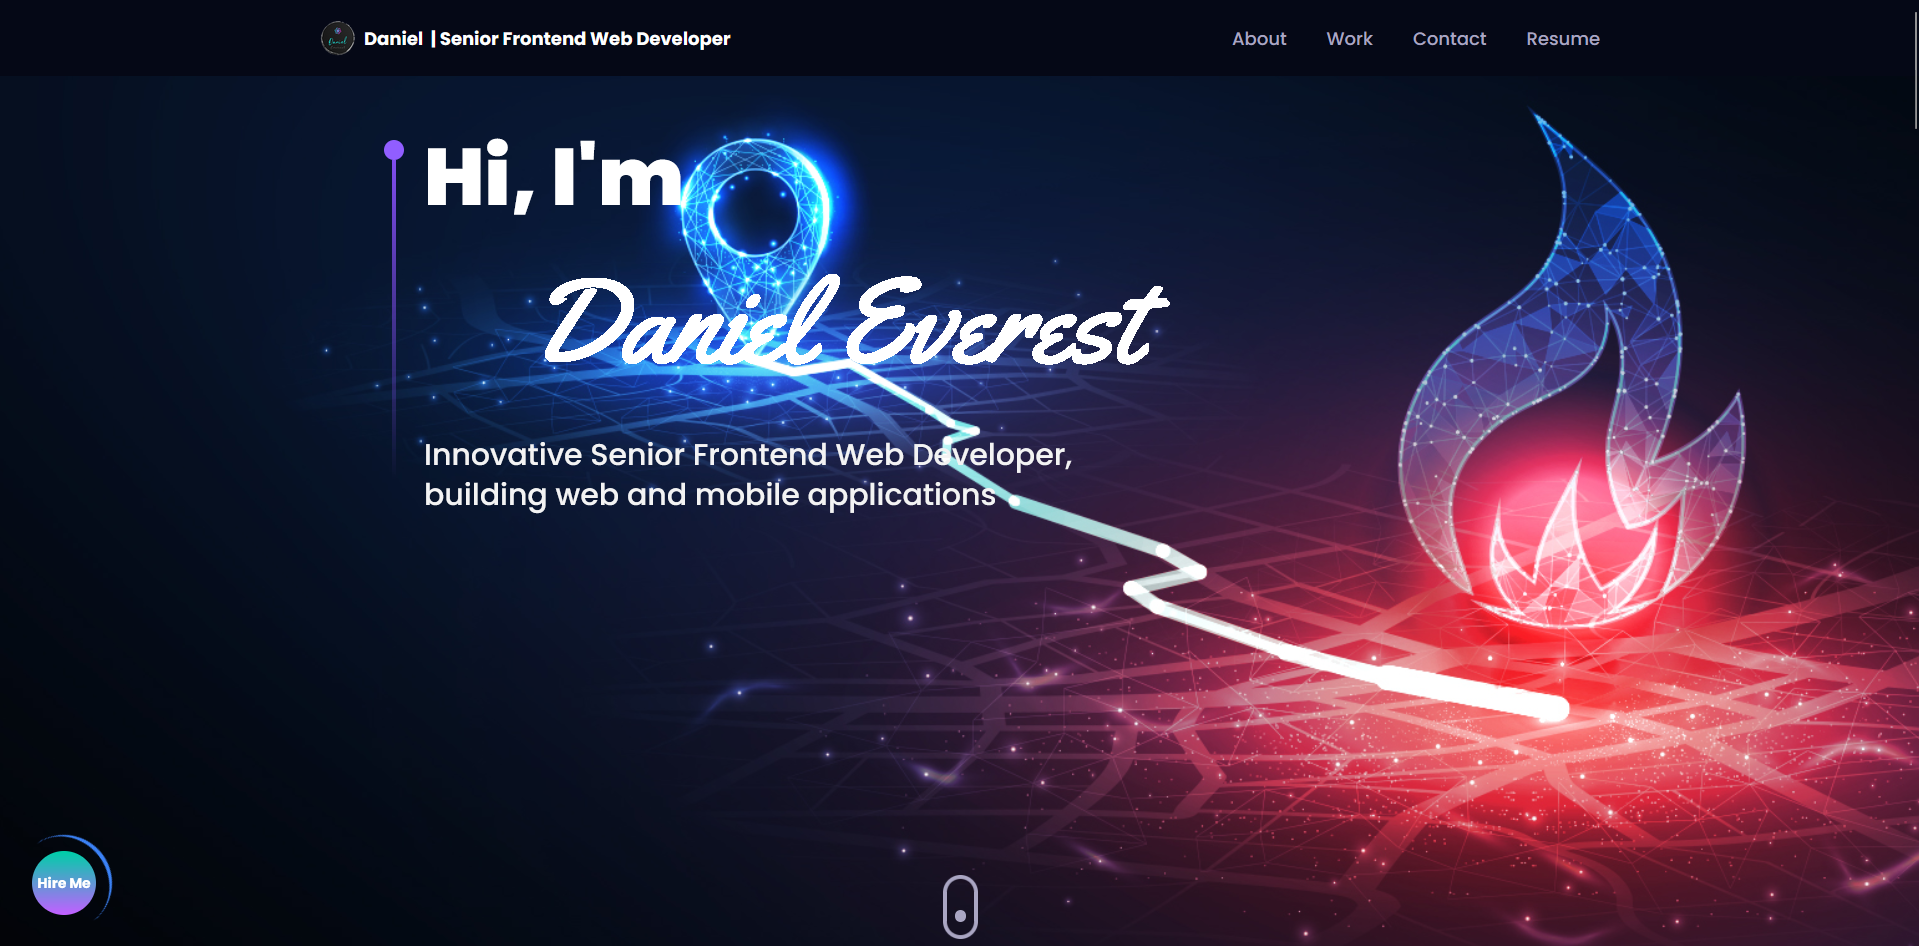 Daniel | Senior Frontend Web Developer
About Work Contact Resume
Hi, I'm
Daniel Everest
Innovative Senior Frontend Web Developer,
building web and mobile applications
Hire Me